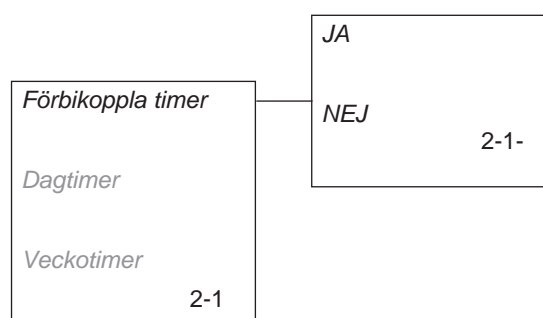 JA
NEJ
2-1-
Förbikoppla timer
Dagtimer
Veckotimer
2-1